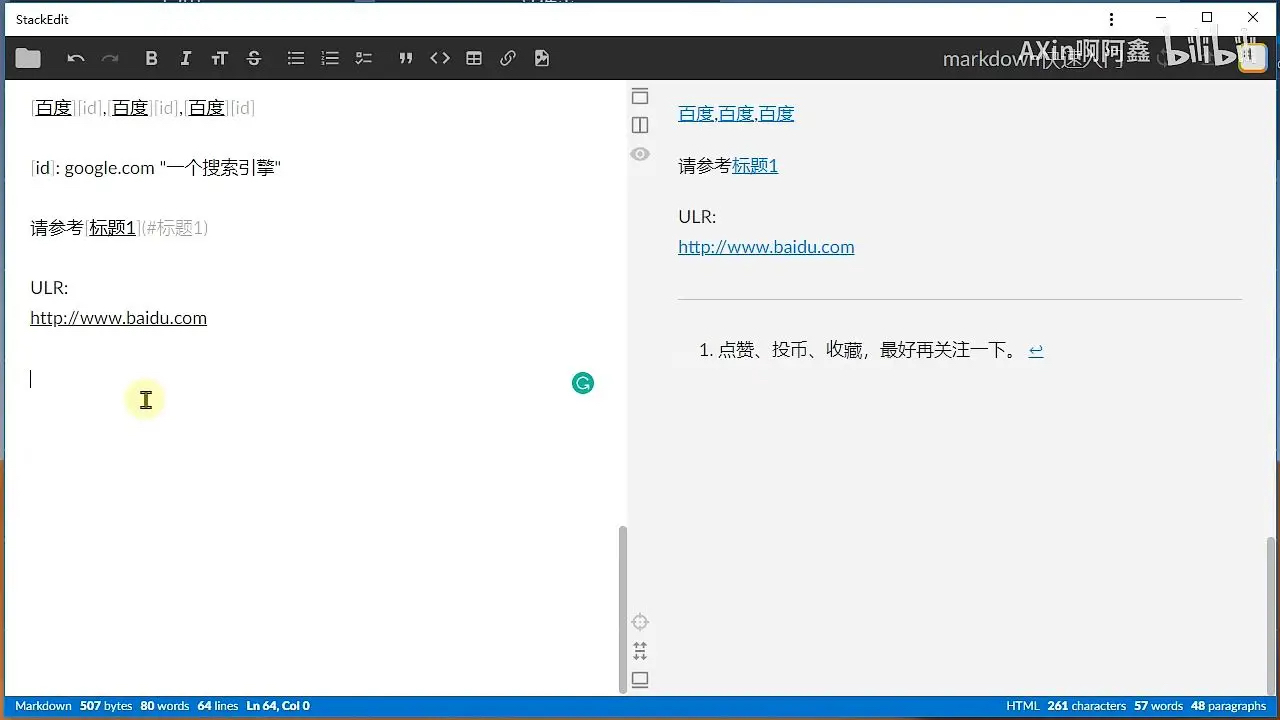 StackEdit
markdown快速入门
AXin啊阿鑫 bilibili
[百度][id],[百度][id],[百度][id]
[id]: google.com "一个搜索引擎"
请参考[标题1](#标题1)
ULR:
http://www.baidu.com
百度,百度,百度
请参考标题1
ULR:
http://www.baidu.com
1. 点赞、投币、收藏，最好再关注一下。 ↩
Markdown 507 bytes 80 words 64 lines Ln 64, Col 0
HTML 261 characters 57 words 48 paragraphs